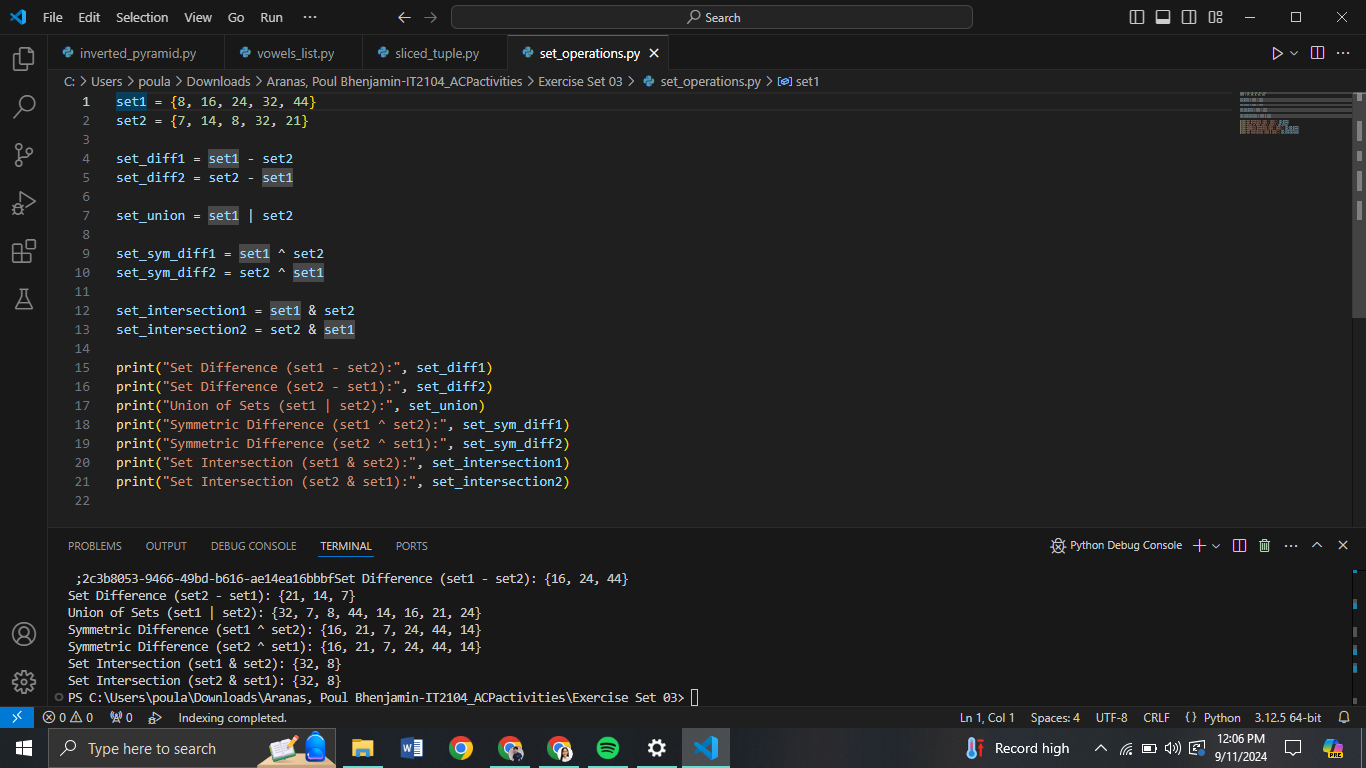 File Edit Selection View Go Run ··· Search
inverted_pyramid.py vowels_list.py sliced_tuple.py set_operations.py
C: > Users > poula > Downloads > Aranas, Poul Bhenjamin-IT2104_ACPactivities > Exercise Set 03 > set_operations.py > set1
1 set1 = {8, 16, 24, 32, 44}
2 set2 = {7, 14, 8, 32, 21}
3
4 set_diff1 = set1 - set2
5 set_diff2 = set2 - set1
6
7 set_union = set1 | set2
8
9 set_sym_diff1 = set1 ^ set2
10 set_sym_diff2 = set2 ^ set1
11
12 set_intersection1 = set1 & set2
13 set_intersection2 = set2 & set1
14
15 print("Set Difference (set1 - set2):", set_diff1)
16 print("Set Difference (set2 - set1):", set_diff2)
17 print("Union of Sets (set1 | set2):", set_union)
18 print("Symmetric Difference (set1 ^ set2):", set_sym_diff1)
19 print("Symmetric Difference (set2 ^ set1):", set_sym_diff2)
20 print("Set Intersection (set1 & set2):", set_intersection1)
21 print("Set Intersection (set2 & set1):", set_intersection2)
22
PROBLEMS OUTPUT DEBUG CONSOLE TERMINAL PORTS Python Debug Console
;2c3b8053-9466-49bd-b616-ae14ea16bbbfSet Difference (set1 - set2): {16, 24, 44}
Set Difference (set2 - set1): {21, 14, 7}
Union of Sets (set1 | set2): {32, 7, 8, 44, 14, 16, 21, 24}
Symmetric Difference (set1 ^ set2): {16, 21, 7, 24, 44, 14}
Symmetric Difference (set2 ^ set1): {16, 21, 7, 24, 44, 14}
Set Intersection (set1 & set2): {32, 8}
Set Intersection (set2 & set1): {32, 8}
PS C:\Users\poula\Downloads\Aranas, Poul Bhenjamin-IT2104_ACPactivities\Exercise Set 03>
0 0 0 Indexing completed. Ln 1, Col 1 Spaces: 4 UTF-8 CRLF {} Python 3.12.5 64-bit
Type here to search Record high 12:06 PM
9/11/2024
PRE